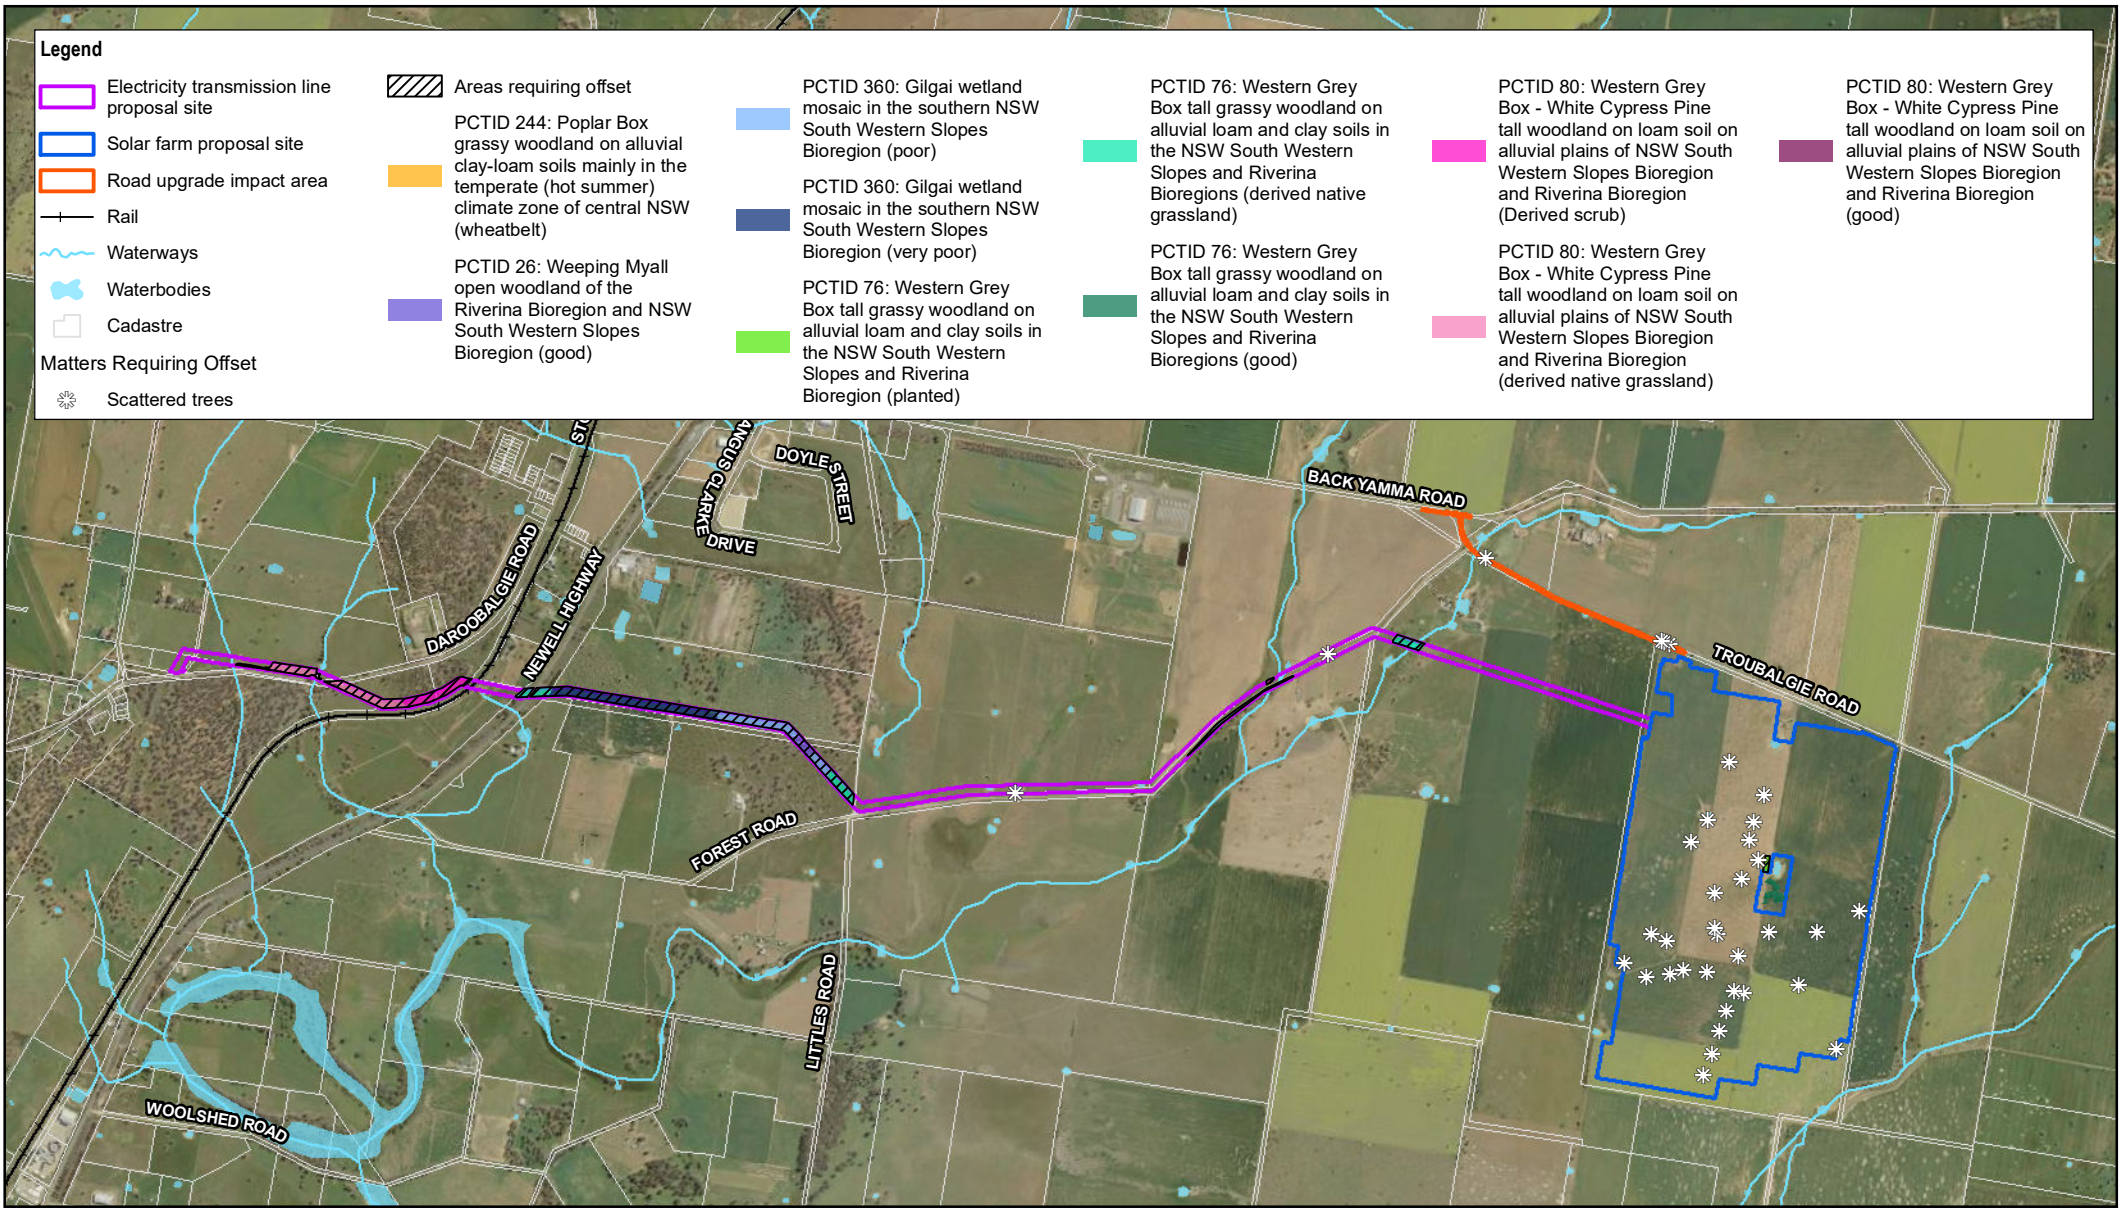 Legend
Electricity transmission line
proposal site
Solar farm proposal site
Road upgrade impact area
Rail
Waterways
Waterbodies
Cadastre
Matters Requiring Offset
Scattered trees
Areas requiring offset
PCTID 244: Poplar Box
grassy woodland on alluvial
clay-loam soils mainly in the
temperate (hot summer)
climate zone of central NSW
(wheatbelt)
PCTID 26: Weeping Myall
open woodland of the
Riverina Bioregion and NSW
South Western Slopes
Bioregion (good)
PCTID 360: Gilgai wetland
mosaic in the southern NSW
South Western Slopes
Bioregion (poor)
PCTID 360: Gilgai wetland
mosaic in the southern NSW
South Western Slopes
Bioregion (very poor)
PCTID 76: Western Grey
Box tall grassy woodland on
alluvial loam and clay soils in
the NSW South Western
Slopes and Riverina
Bioregion (planted)
PCTID 76: Western Grey
Box tall grassy woodland on
alluvial loam and clay soils in
the NSW South Western
Slopes and Riverina
Bioregions (derived native
grassland)
PCTID 76: Western Grey
Box tall grassy woodland on
alluvial loam and clay soils in
the NSW South Western
Slopes and Riverina
Bioregions (good)
PCTID 80: Western Grey
Box - White Cypress Pine
tall woodland on loam soil on
alluvial plains of NSW South
Western Slopes Bioregion
and Riverina Bioregion
(Derived scrub)
PCTID 80: Western Grey
Box - White Cypress Pine
tall woodland on loam soil on
alluvial plains of NSW South
Western Slopes Bioregion
and Riverina Bioregion
(derived native grassland)
PCTID 80: Western Grey
Box - White Cypress Pine
tall woodland on loam soil on
alluvial plains of NSW South
Western Slopes Bioregion
and Riverina Bioregion
(good)
ANGUS CLARKE
DRIVE
DOYLE STREET
BACK YAMMA ROAD
DAROOBALGIE ROAD
NEWELL HIGHWAY
TROUBALGIE ROAD
FOREST ROAD
LITTLES ROAD
WOOLSHED ROAD